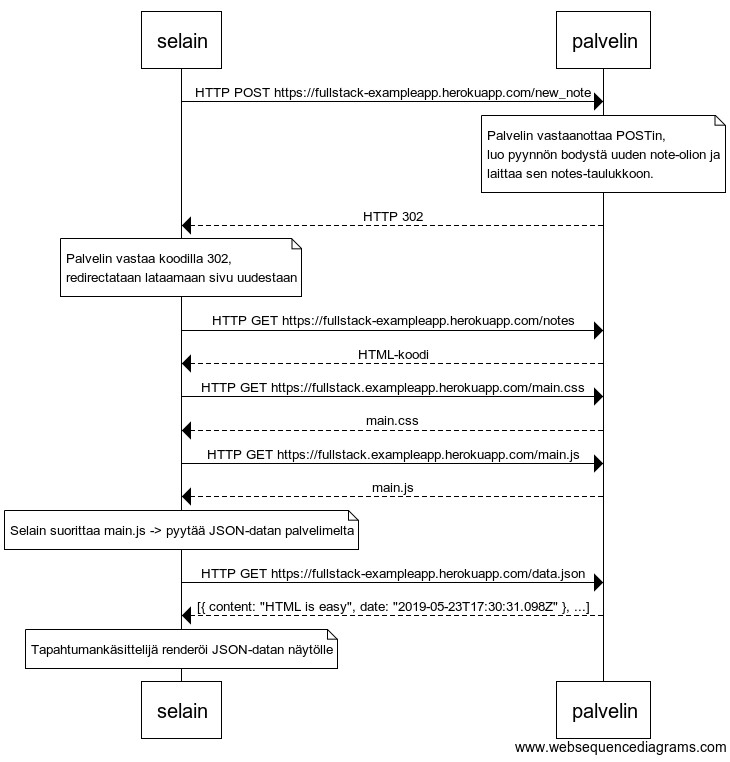 selain
palvelin
HTTP POST https://fullstack-exampleapp.herokuapp.com/new_note
Palvelin vastaanottaa POSTin,
luo pyynnön bodystä uuden note-olion ja
laittaa sen notes-taulukkoon.
HTTP 302
Palvelin vastaa koodilla 302,
redirectataan lataamaan sivu uudestaan
HTTP GET https://fullstack-exampleapp.herokuapp.com/notes
HTML-koodi
HTTP GET https://fullstack.exampleapp.herokuapp.com/main.css
main.css
HTTP GET https://fullstack.exampleapp.herokuapp.com/main.js
main.js
Selain suorittaa main.js -> pyytää JSON-datan palvelimelta
HTTP GET https://fullstack-exampleapp.herokuapp.com/data.json
[{ content: "HTML is easy", date: "2019-05-23T17:30:31.098Z" }, ...]
Tapahtumankäsittelijä renderöi JSON-datan näytölle
selain
palvelin
www.websequencediagrams.com